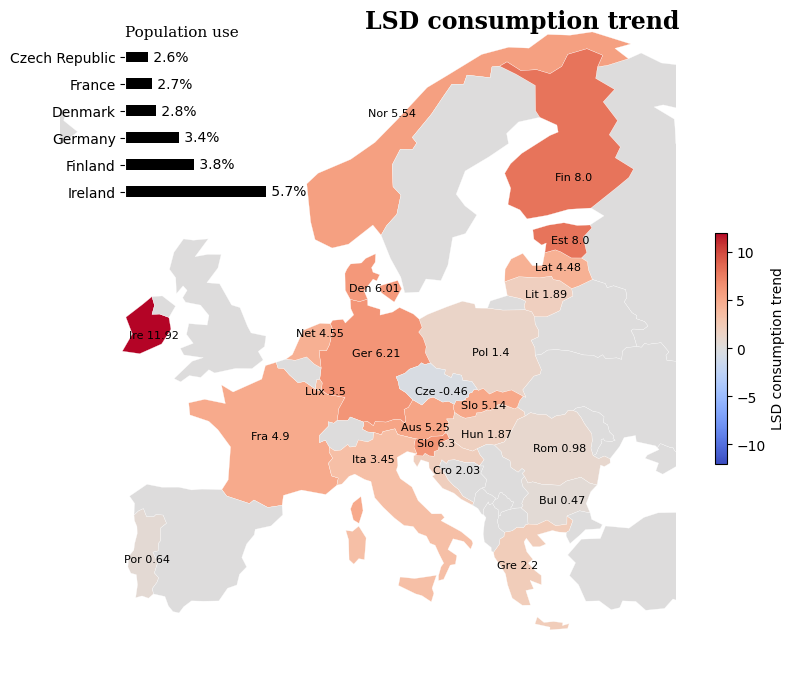 LSD consumption trend
Population use
Czech Republic 2.6%
France 2.7%
Denmark 2.8%
Germany 3.4%
Finland 3.8%
Ireland 5.7%
Nor 5.54
Fin 8.0
Est 8.0
Lat 4.48
Lit 1.89
Den 6.01
Ire 11.92
Net 4.55
Ger 6.21
Pol 1.4
Lux 3.5
Cze -0.46
Slo 5.14
Fra 4.9
Aus 5.25
Hun 1.87
Slo 6.3
Rom 0.98
Ita 3.45
Cro 2.03
Bul 0.47
Por 0.64
Gre 2.2
10
5
0
−5
−10
LSD consumption trend